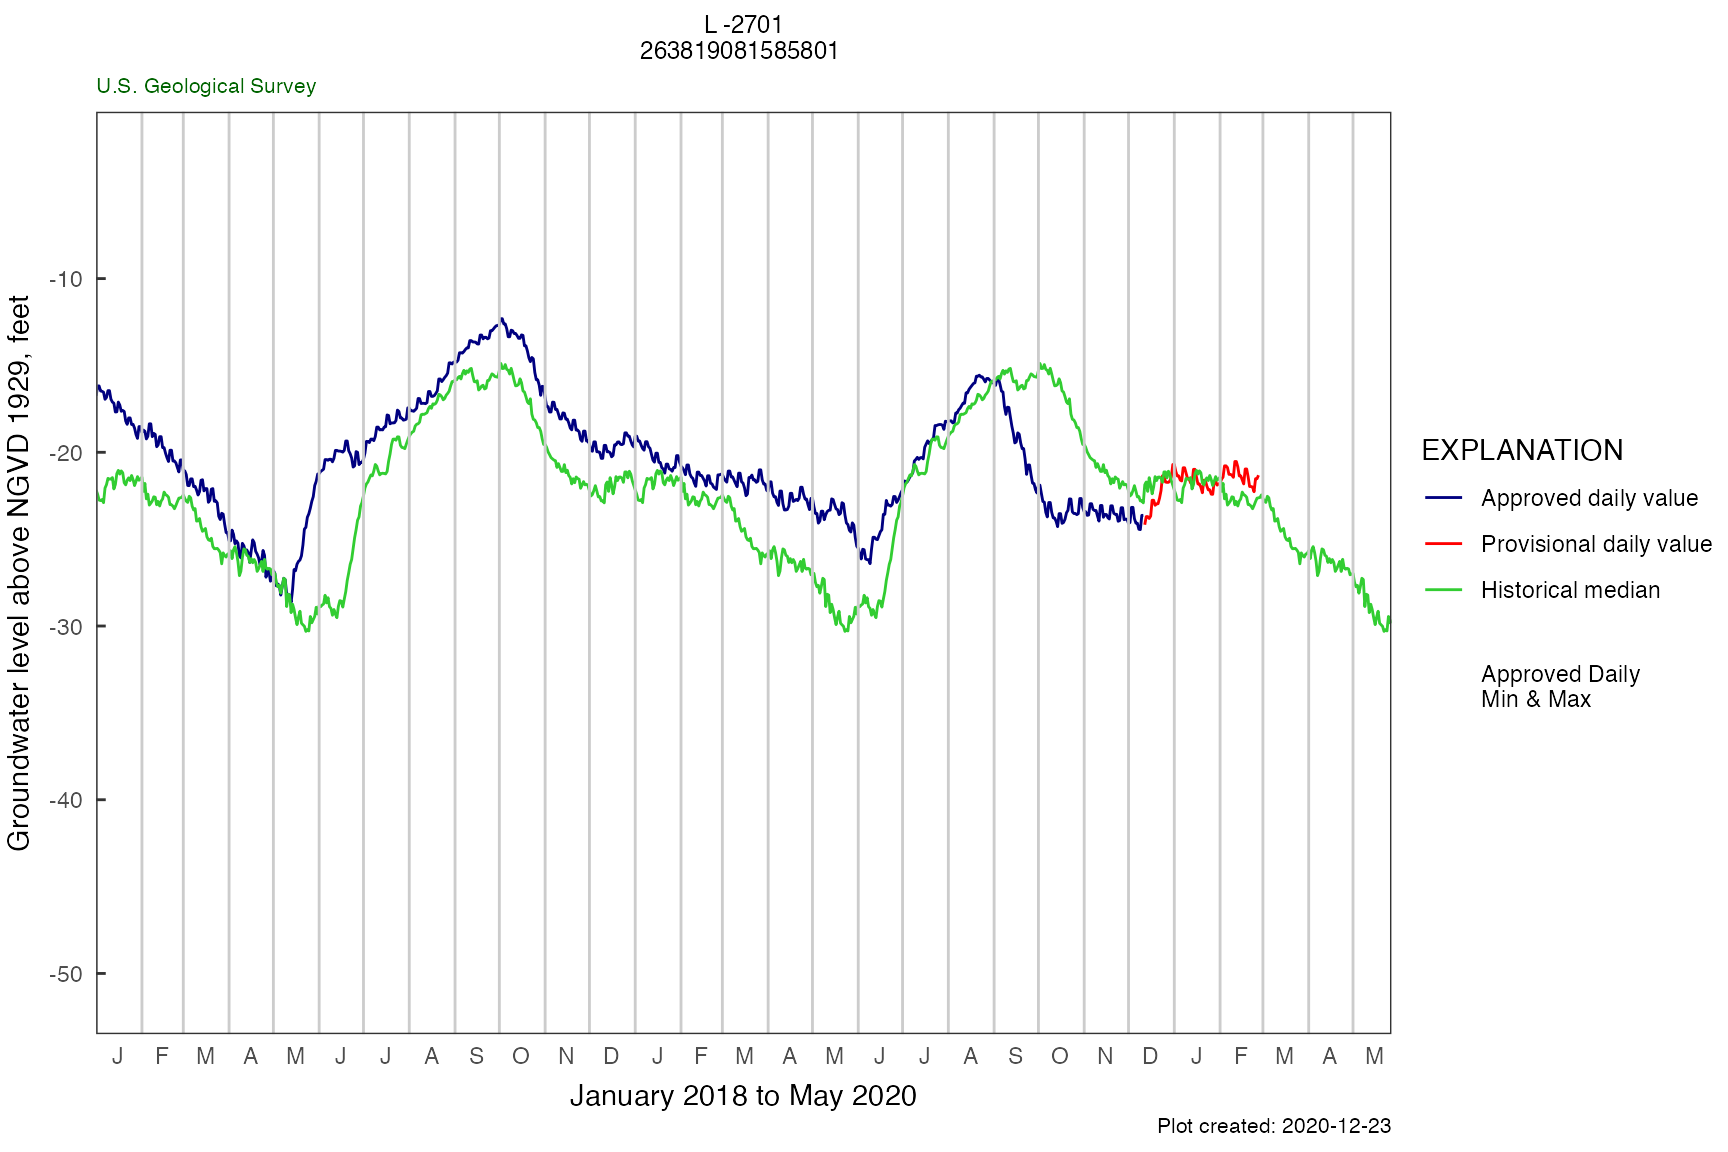 L -2701
263819081585801
U.S. Geological Survey
Groundwater level above NGVD 1929, feet
-10
-20
-30
-40
-50
J F M A M J J A S O N D J F M A M J J A S O N D J F M A M
January 2018 to May 2020
EXPLANATION
Approved daily value
Provisional daily value
Historical median
Approved Daily
Min & Max
Plot created: 2020-12-23